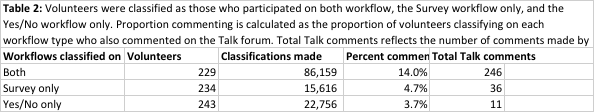 Table 2: Volunteers were classified as those who participated on both workflow, the Survey workflow only, and the
Yes/No workflow only. Proportion commenting is calculated as the proportion of volunteers classifying on each
workflow type who also commented on the Talk forum. Total Talk comments reflects the number of comments made by
Workflows classified on Volunteers Classifications made Percent commen Total Talk comments
Both 229 86,159 14.0% 246
Survey only 234 15,616 4.7% 36
Yes/No only 243 22,756 3.7% 11